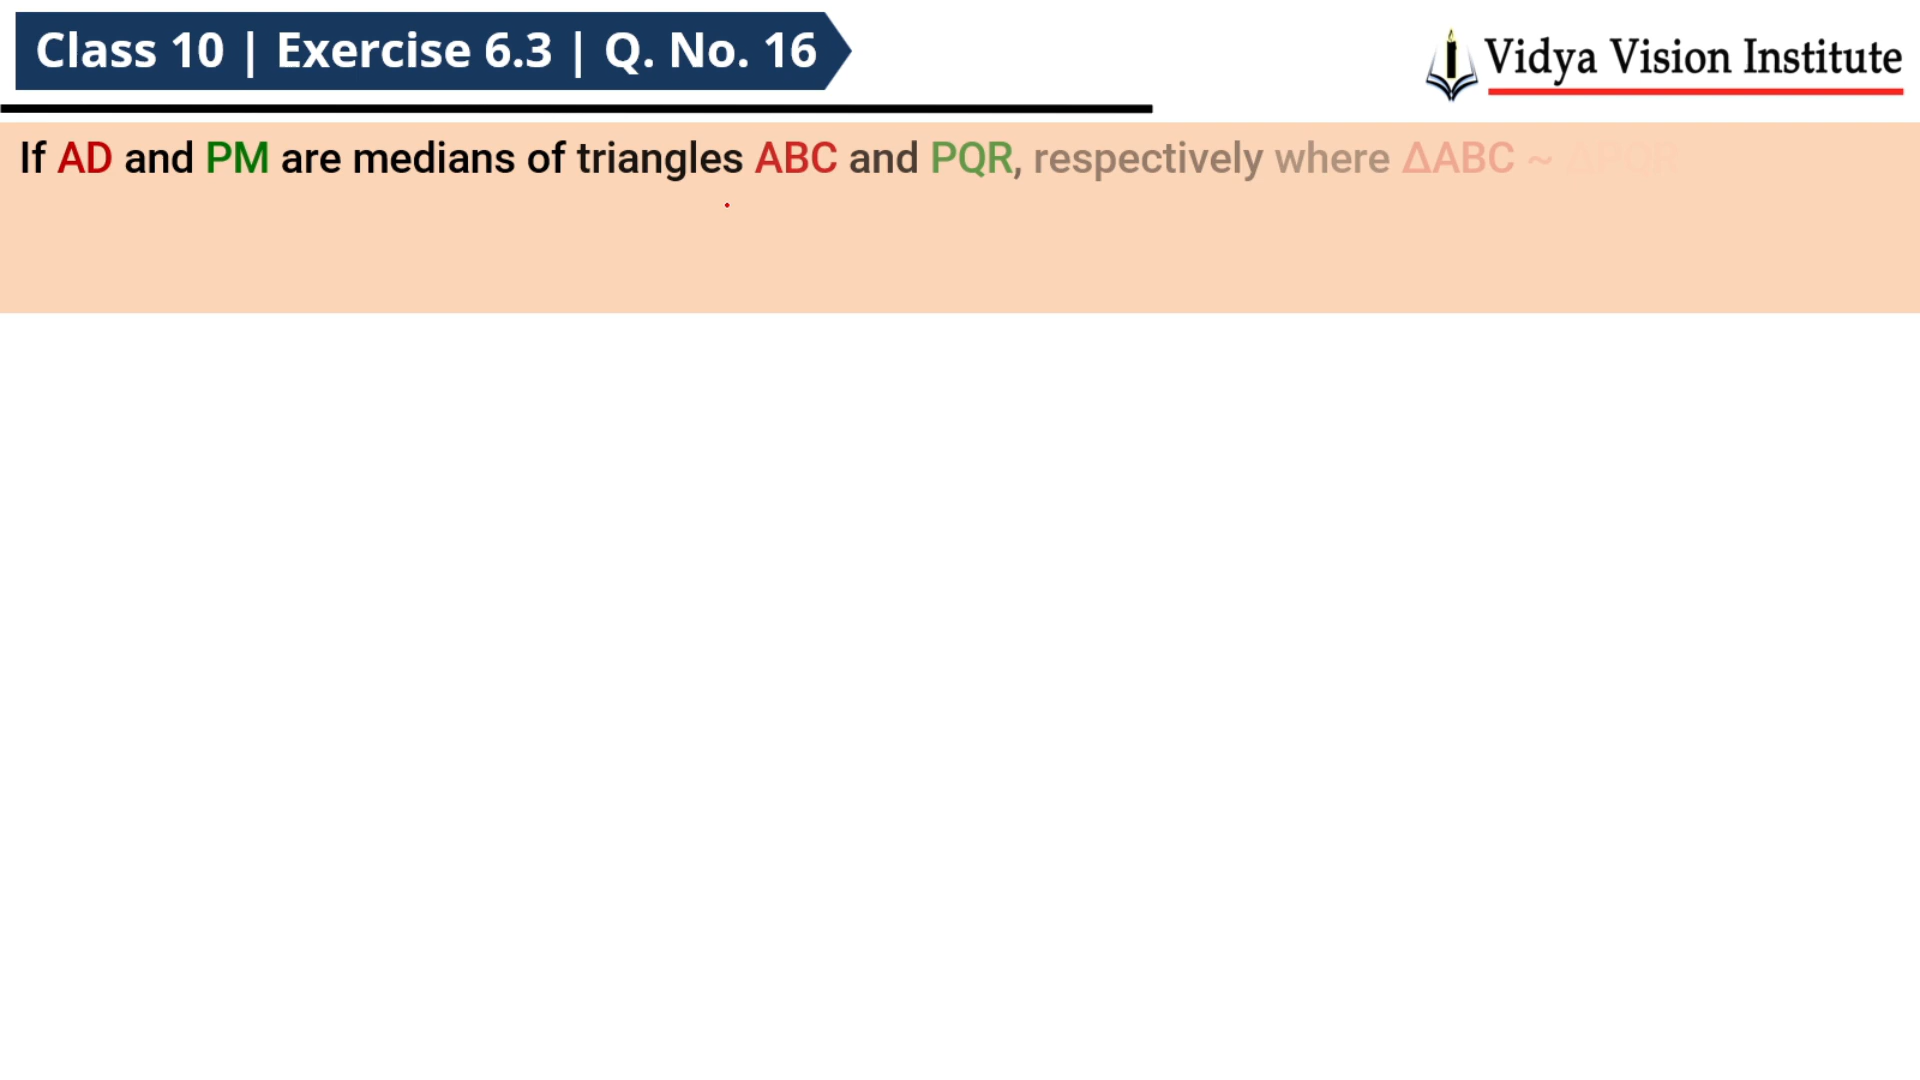 Class 10 | Exercise 6.3 | Q. No. 16
Vidya Vision Institute
If AD and PM are medians of triangles ABC and PQR, respectively where ΔABC ~ ΔPQR